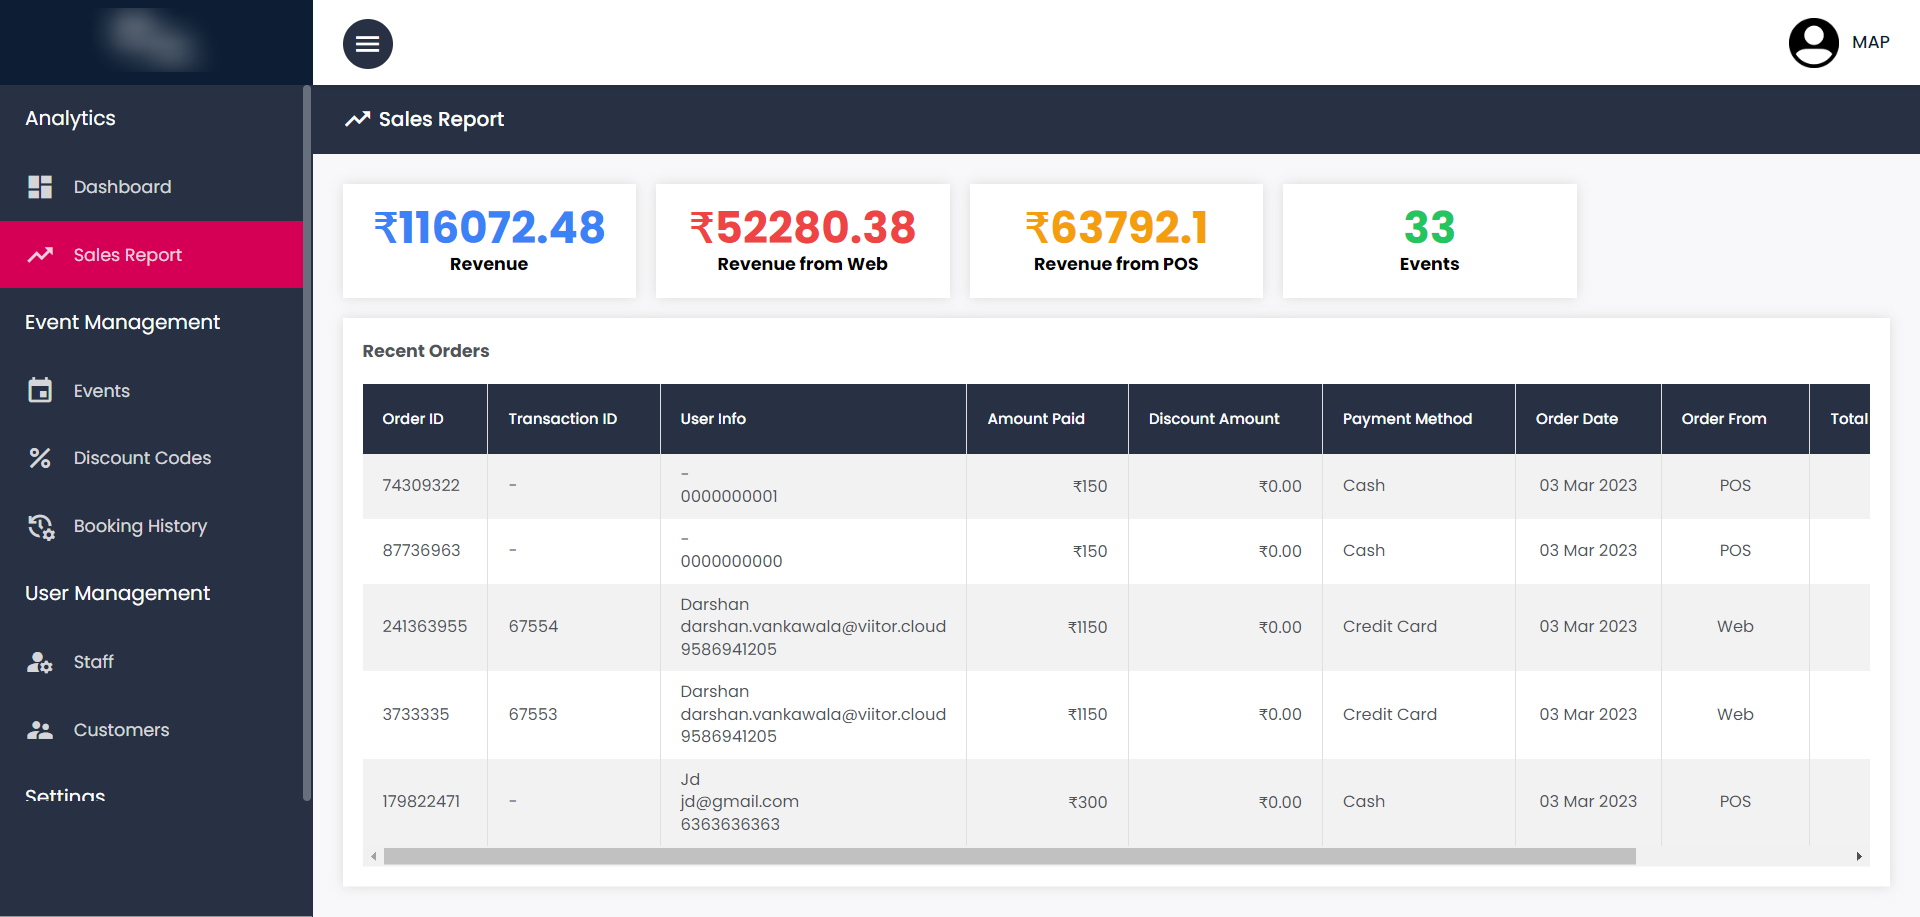 MAP
Analytics
Dashboard
Sales Report
Event Management
Events
Discount Codes
Booking History
User Management
Staff
Customers
Settings
Sales Report
₹116072.48
Revenue
₹52280.38
Revenue from Web
₹63792.1
Revenue from POS
33
Events
Recent Orders
Order ID Transaction ID User Info Amount Paid Discount Amount Payment Method Order Date Order From Total
74309322 - - ₹150 ₹0.00 Cash 03 Mar 2023 POS
0000000001
87736963 - - ₹150 ₹0.00 Cash 03 Mar 2023 POS
0000000000
Darshan
241363955 67554 darshan.vankawala@viitor.cloud ₹1150 ₹0.00 Credit Card 03 Mar 2023 Web
9586941205
Darshan
3733335 67553 darshan.vankawala@viitor.cloud ₹1150 ₹0.00 Credit Card 03 Mar 2023 Web
9586941205
Jd
179822471 - jd@gmail.com ₹300 ₹0.00 Cash 03 Mar 2023 POS
6363636363